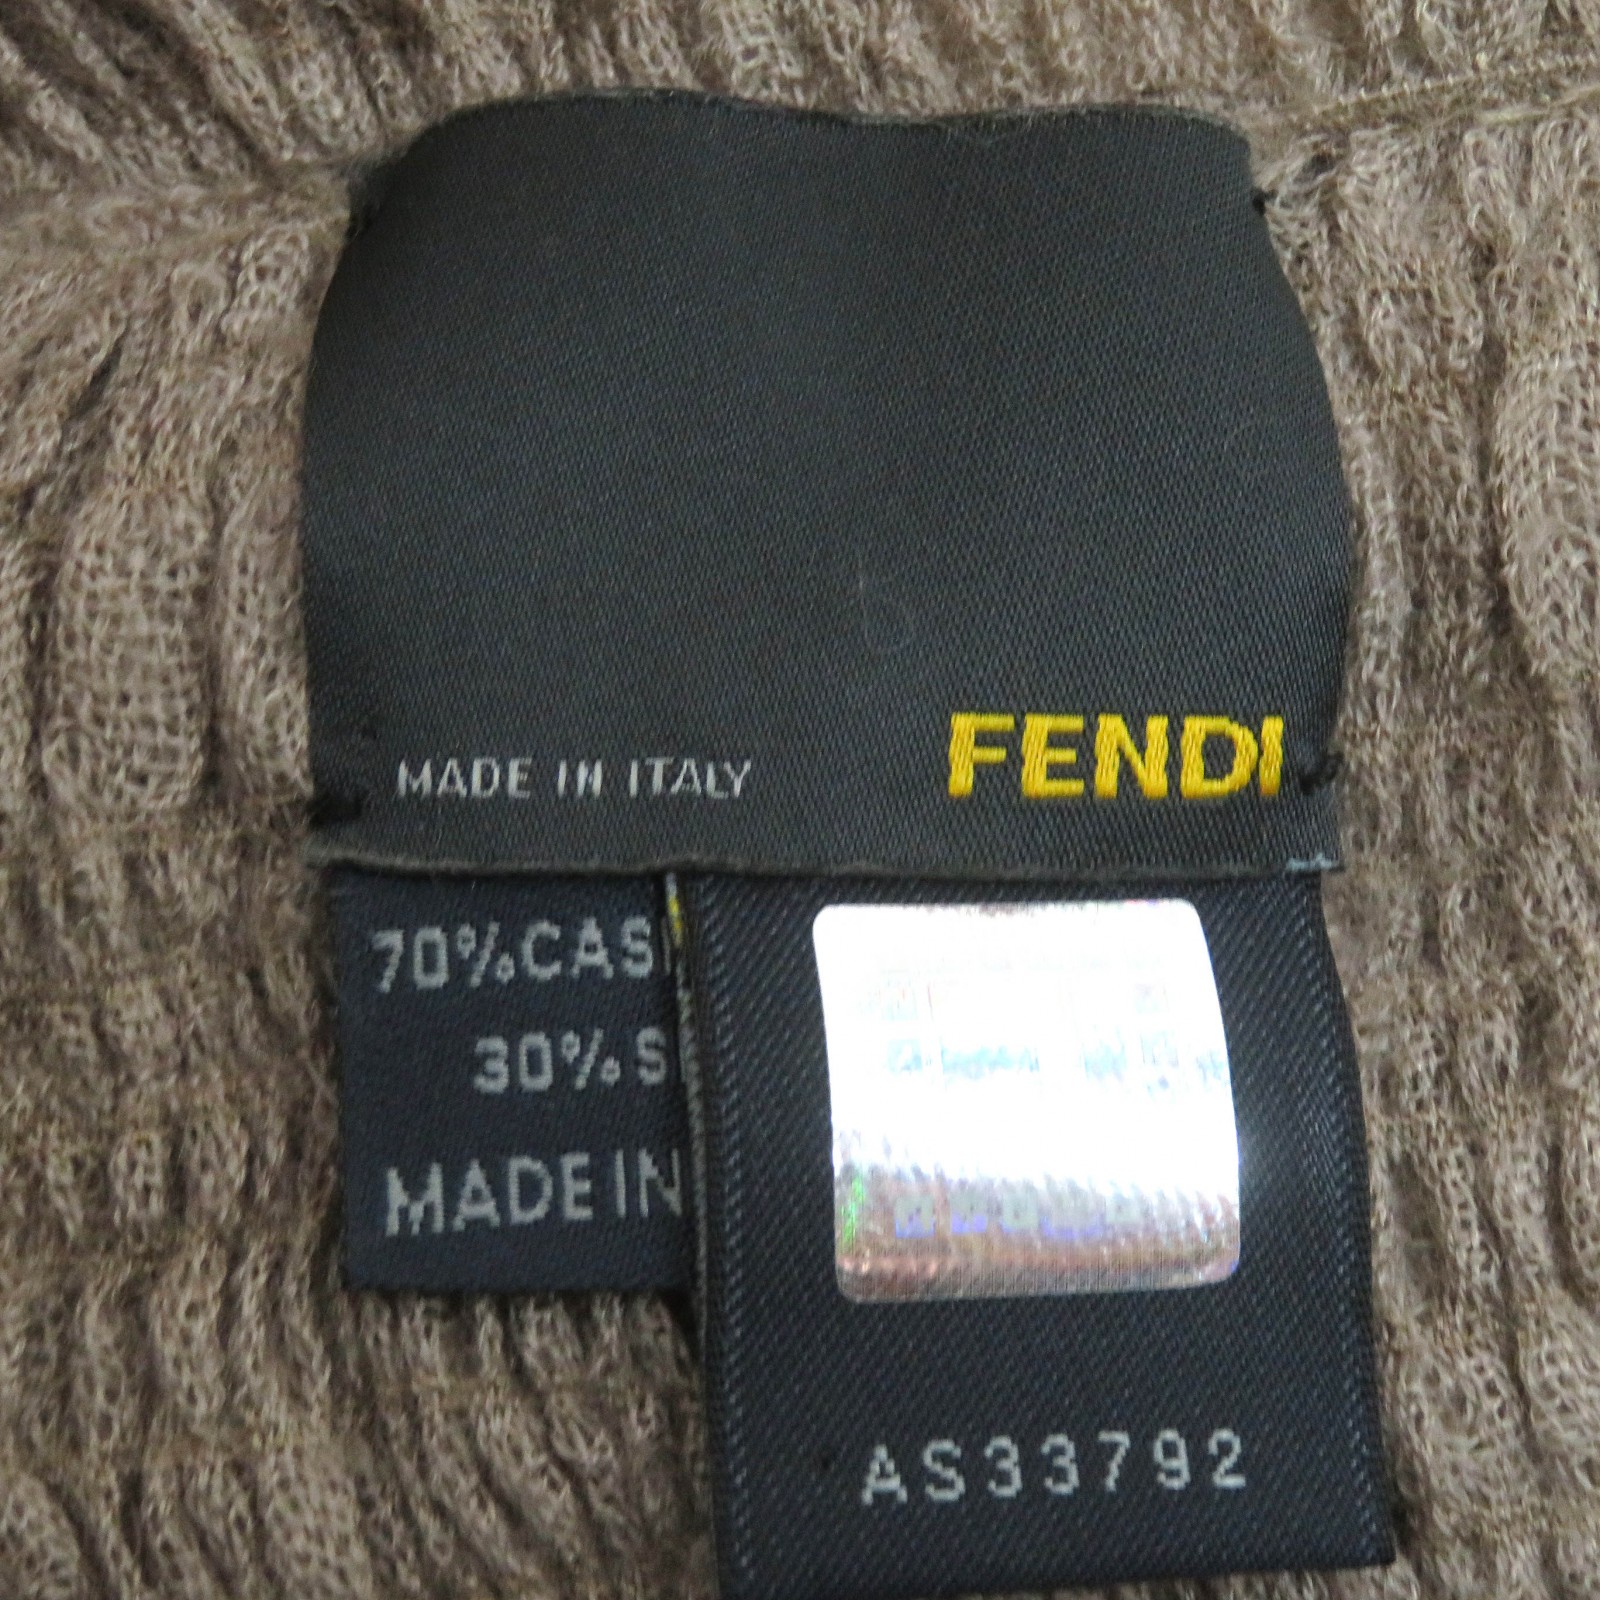 MADE IN ITALY
FENDI
70%CAS
30% S
MADE IN
AS33792